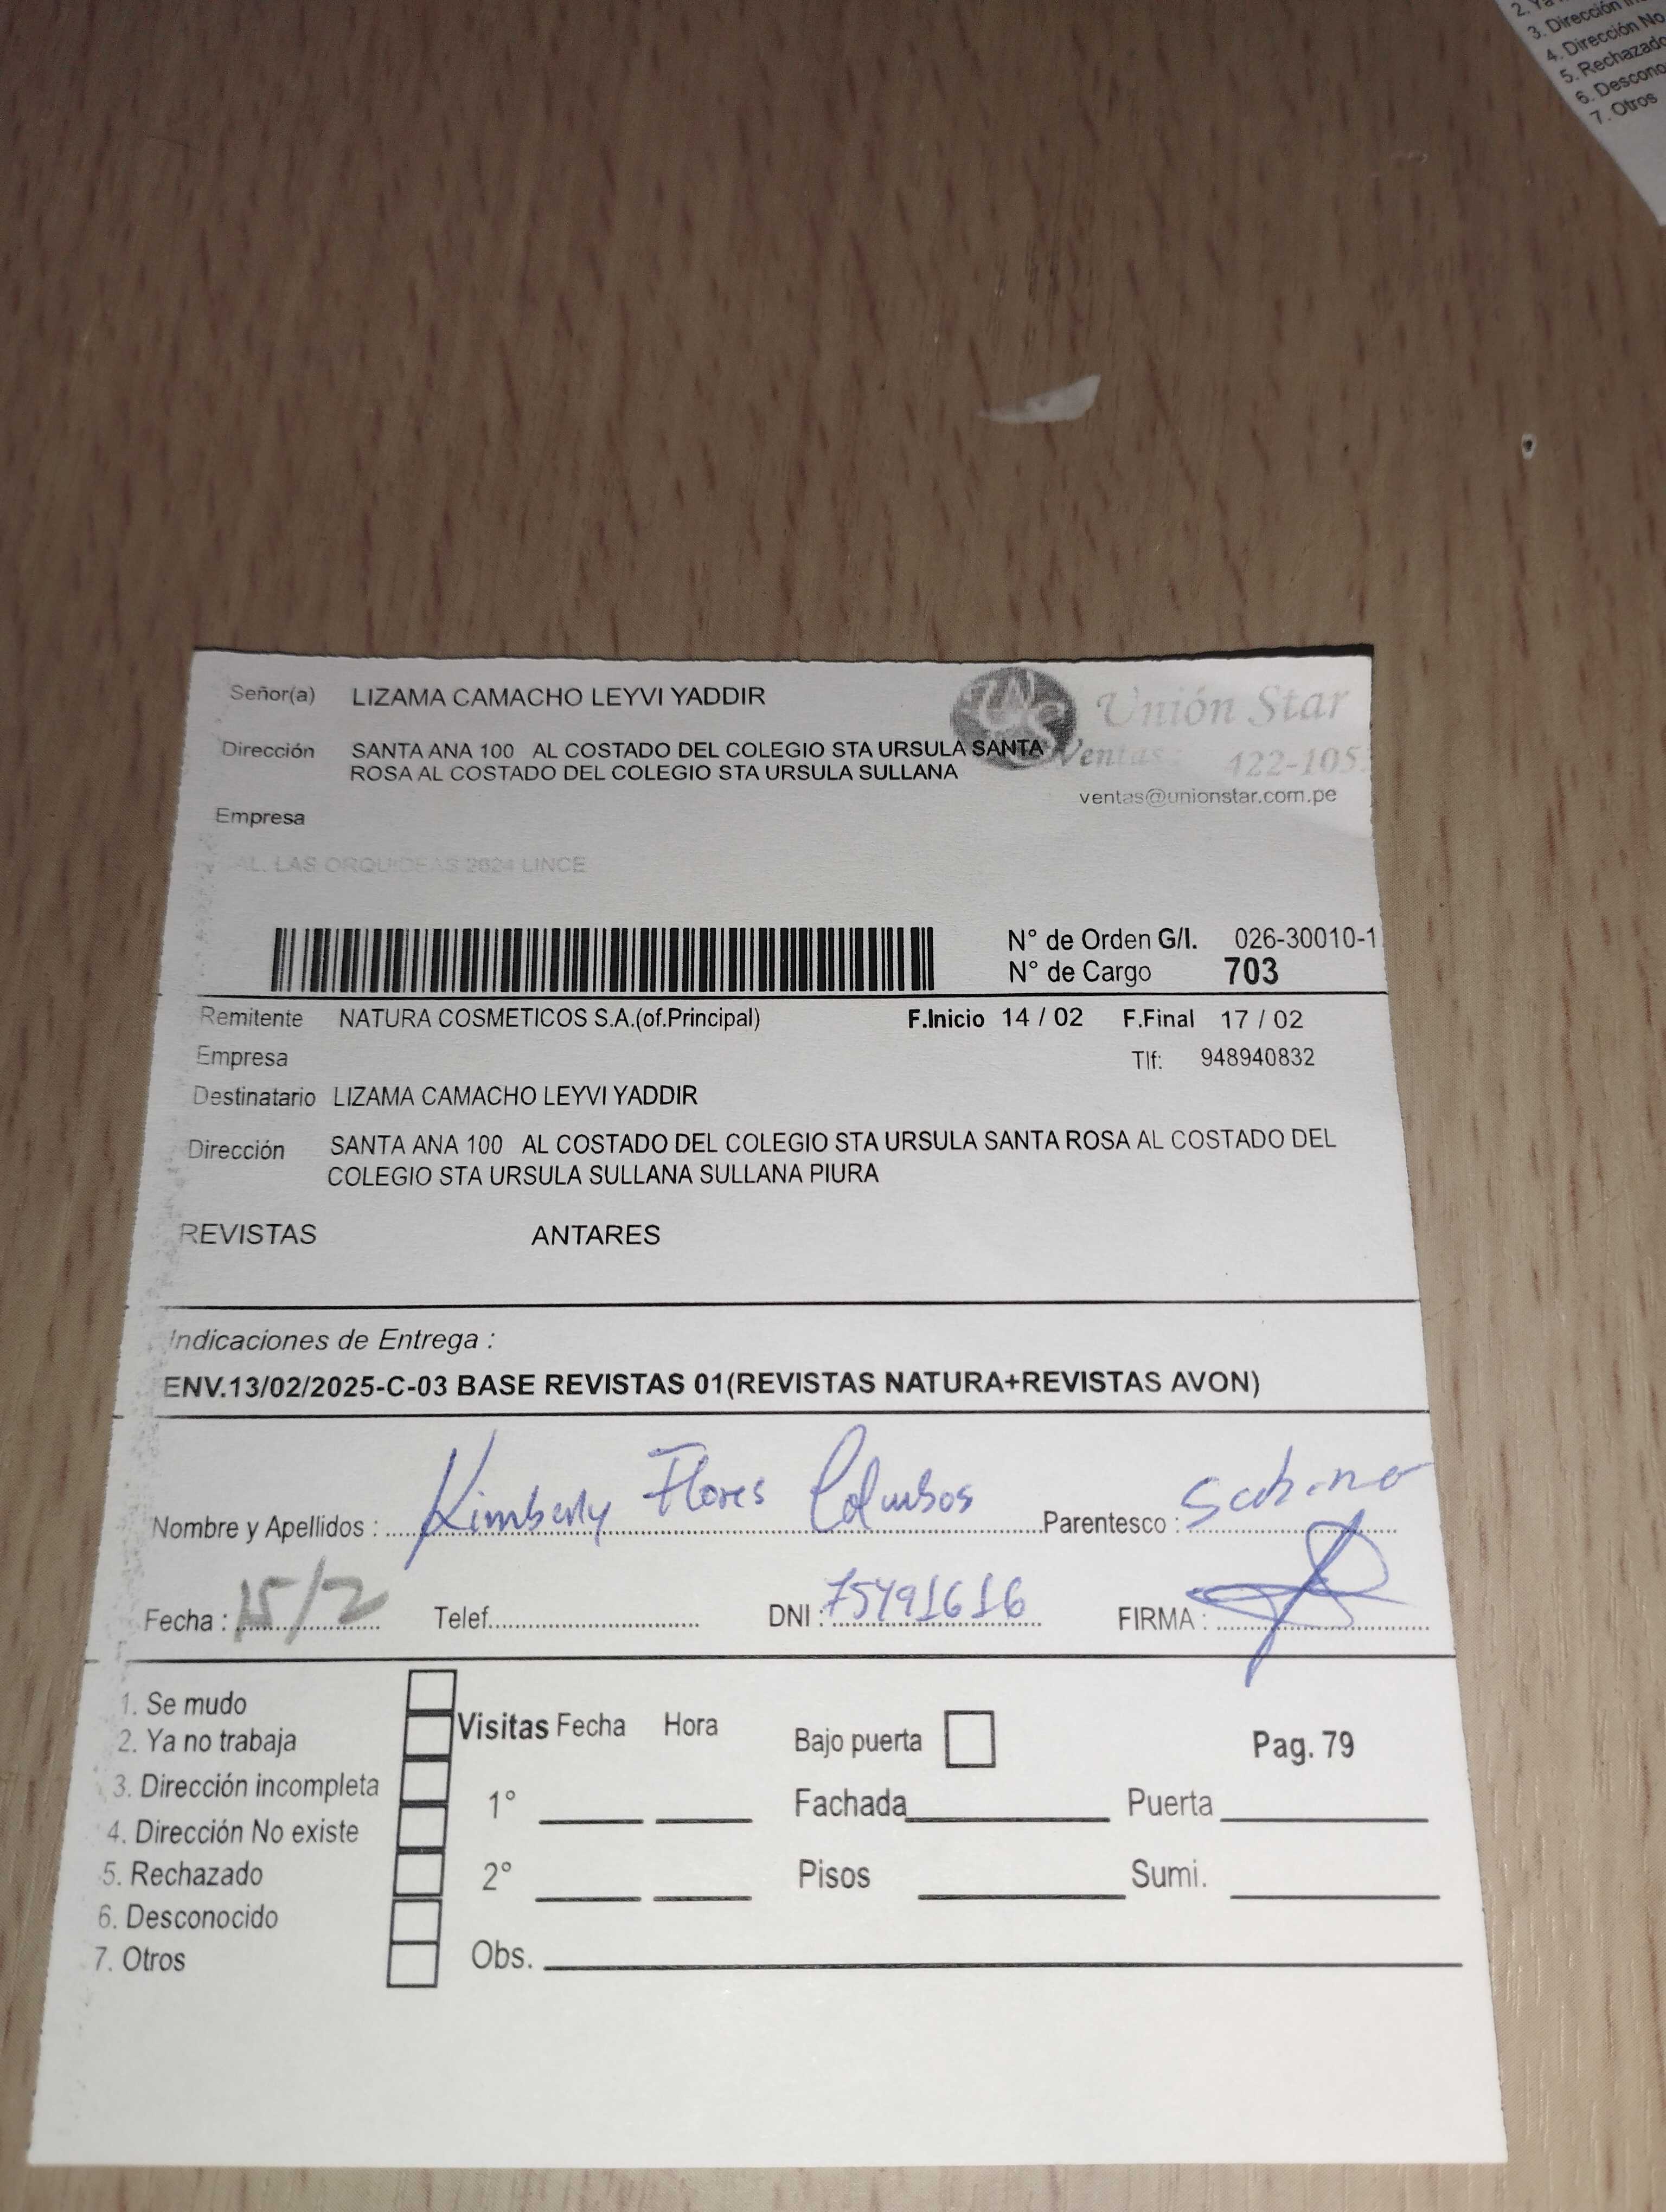 2. Ya
3. Dirección
4. Dirección No
5. Rechazado
6. Descono
7. Otros
Señor(a) LIZAMA CAMACHO LEYVI YADDIR
Unión Star
Dirección SANTA ANA 100 AL COSTADO DEL COLEGIO STA URSULA SANTA
ROSA AL COSTADO DEL COLEGIO STA URSULA SULLANA
Ventas: 422-105
ventas@unionstar.com.pe
Empresa
AL. LAS ORQUIDEAS 2624 LINCE
N° de Orden G/I. 026-30010-1
N° de Cargo 703
Remitente NATURA COSMETICOS S.A.(of.Principal) F.Inicio 14 / 02 F.Final 17 / 02
Empresa Tlf: 948940832
Destinatario LIZAMA CAMACHO LEYVI YADDIR
Dirección SANTA ANA 100 AL COSTADO DEL COLEGIO STA URSULA SANTA ROSA AL COSTADO DEL
COLEGIO STA URSULA SULLANA SULLANA PIURA
REVISTAS ANTARES
Indicaciones de Entrega :
ENV.13/02/2025-C-03 BASE REVISTAS 01(REVISTAS NATURA+REVISTAS AVON)
Nombre y Apellidos : Kimberly Flores Parentesco : Sobrino
Fecha : 15/2 Telef. DNI : 75491616 FIRMA :
1. Se mudo
2. Ya no trabaja
3. Dirección incompleta
4. Dirección No existe
5. Rechazado
6. Desconocido
7. Otros
Visitas Fecha Hora Bajo puerta Pag. 79
1° Fachada Puerta
2° Pisos Sumi.
Obs.